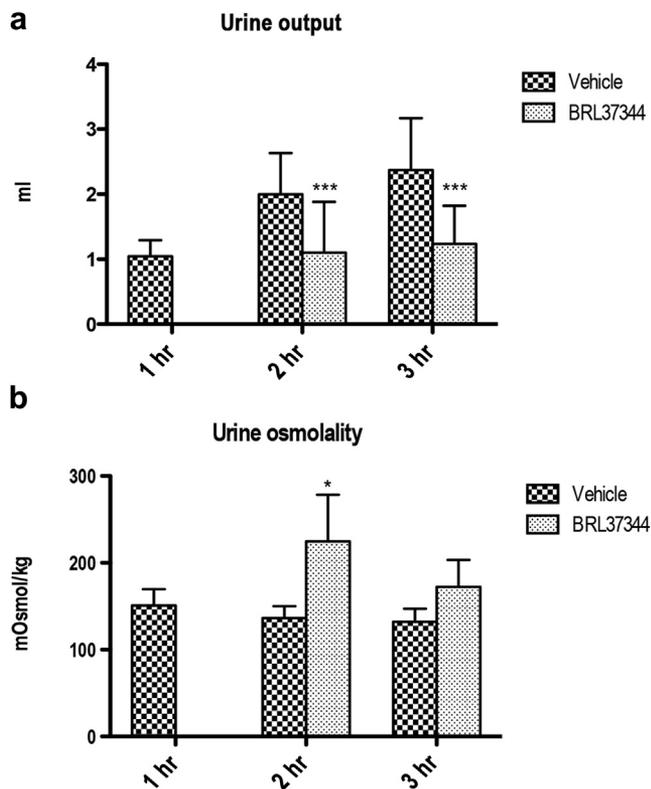 a
Urine output
4
3
2
1
0
ml
***
***
1 hr
2 hr
3 hr
Vehicle
BRL37344
b
Urine osmolality
300
200
100
0
mOsmol/kg
*
1 hr
2 hr
3 hr
Vehicle
BRL37344